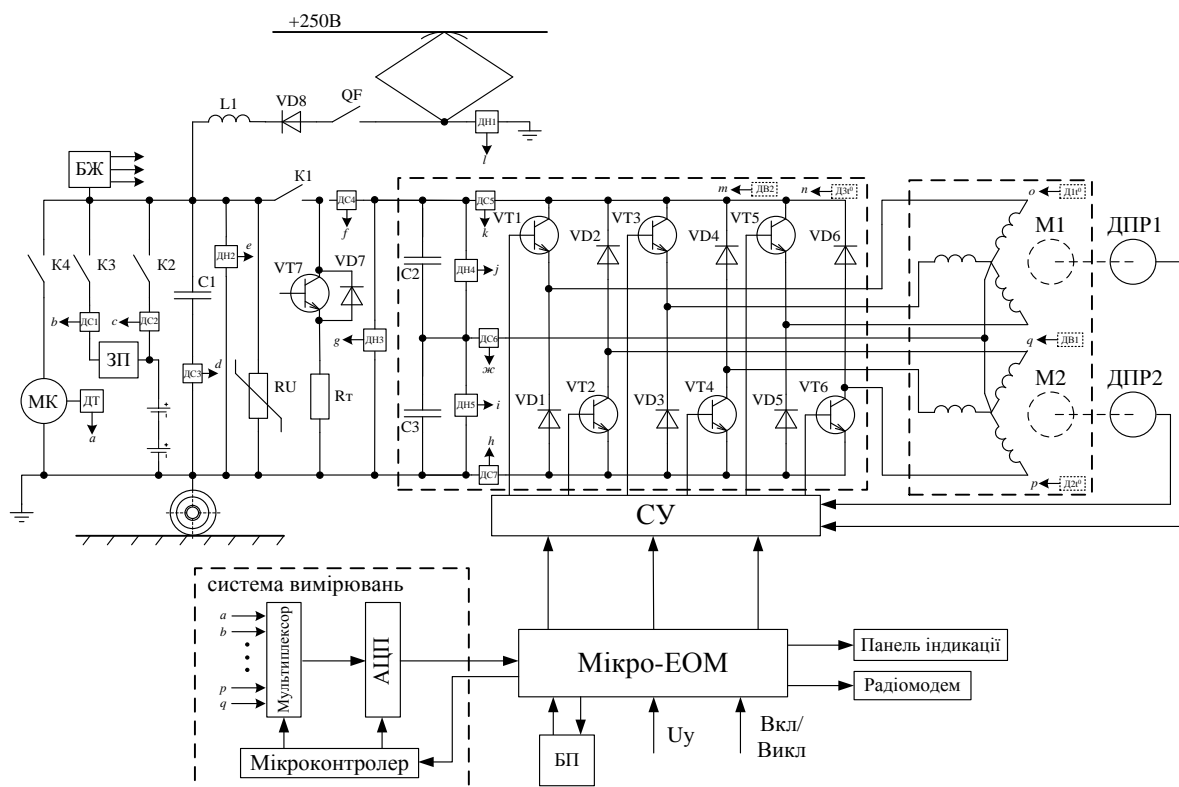 +250В
L1
VD8
QF
ДН1
l
БЖ
K1
ДС4
f
ДС5
k
m
ДВ2
n
Д3t⁰
o
Д1t⁰
K4
K3
K2
C1
ДН2
e
VT7
VD7
C2
ДН4
j
VT1
VD2
VT3
VD4
VT5
VD6
M1
ДПР1
b
ДС1
c
ДС2
g
ДН3
ДС6
ж
q
ДВ1
ЗП
ДС3
d
МК
ДТ
a
RU
Rт
C3
ДН5
i
VD1
VT2
VD3
VT4
VD5
VT6
M2
ДПР2
h
ДС7
p
Д2t⁰
СУ
система вимірювань
a
b
p
q
Мультиплексор
АЦП
Мікроконтролер
Мікро-ЕОМ
Панель індикації
Радіомодем
БП
Uу
Вкл/
Викл